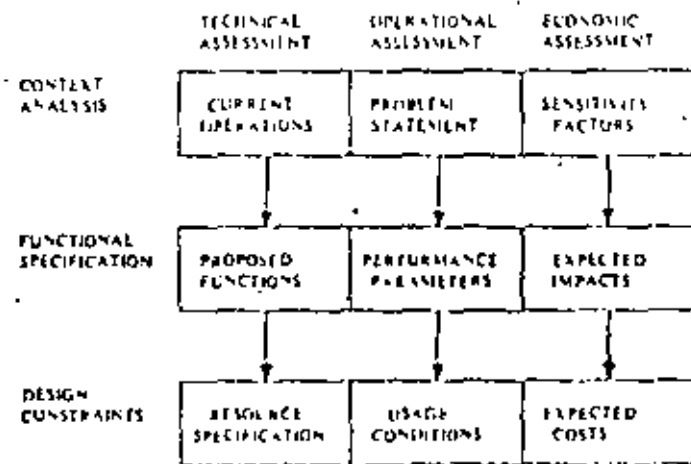 TECHNICAL OPERATIONAL ECONOMIC
ASSESSMENT ASSESSMENT ASSESSMENT
CONTEXT
ANALYSIS
CURRENT PROBLEM SENSITIVITY
OPERATIONS STATEMENT FACTORS
FUNCTIONAL
SPECIFICATION
PROPOSED PERFORMANCE EXPECTED
FUNCTIONS PARAMETERS IMPACTS
DESIGN
CONSTRAINTS
RESOURCE USAGE EXPECTED
SPECIFICATION CONDITIONS COSTS